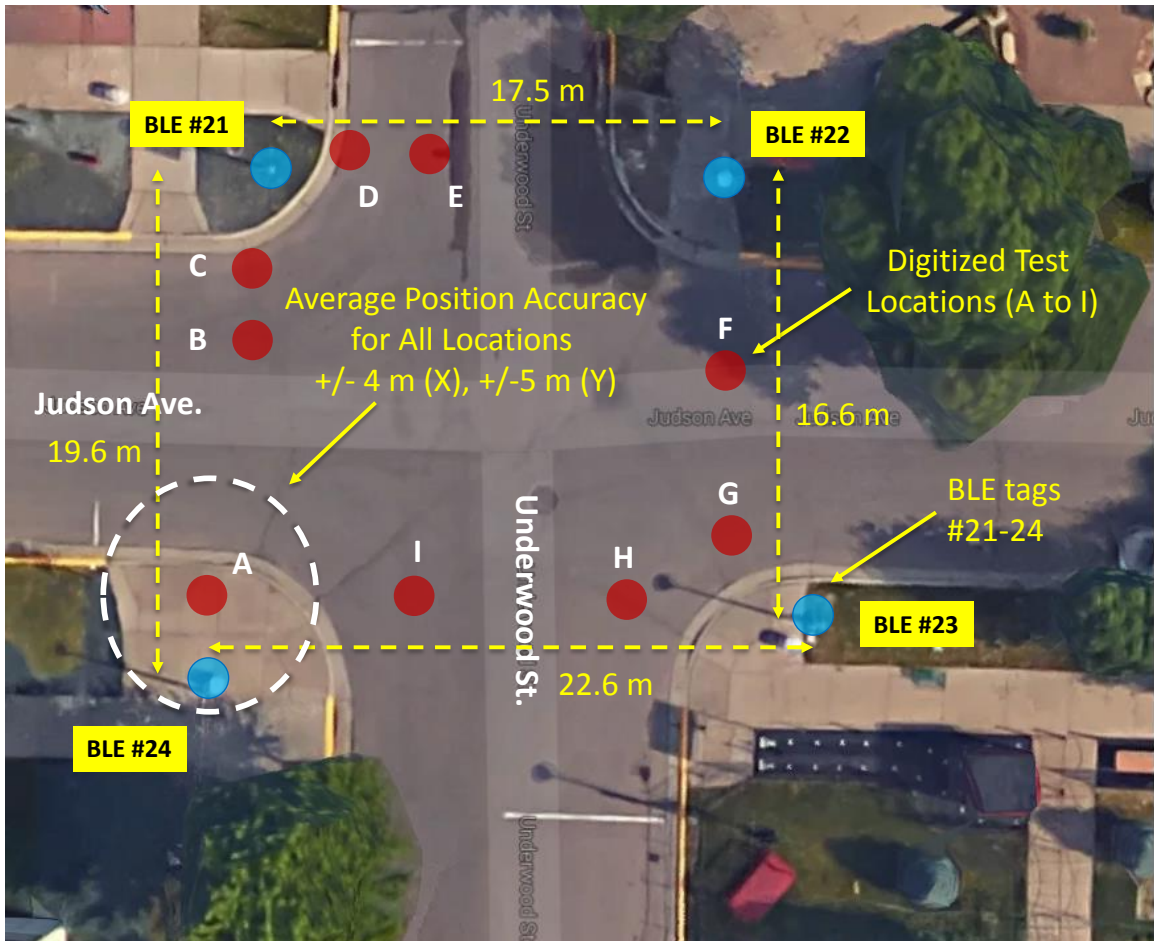 17.5 m
BLE #21
BLE #22
Underwood St
D
E
C
Digitized Test
Locations (A to I)
Average Position Accuracy
for All Locations
+/- 4 m (X), +/-5 m (Y)
F
B
Judson Ave.
Judson Ave
Judson Ave
19.6 m
16.6 m
BLE tags
#21-24
G
Underwood St.
A
I
H
BLE #23
22.6 m
BLE #24
Underwood St